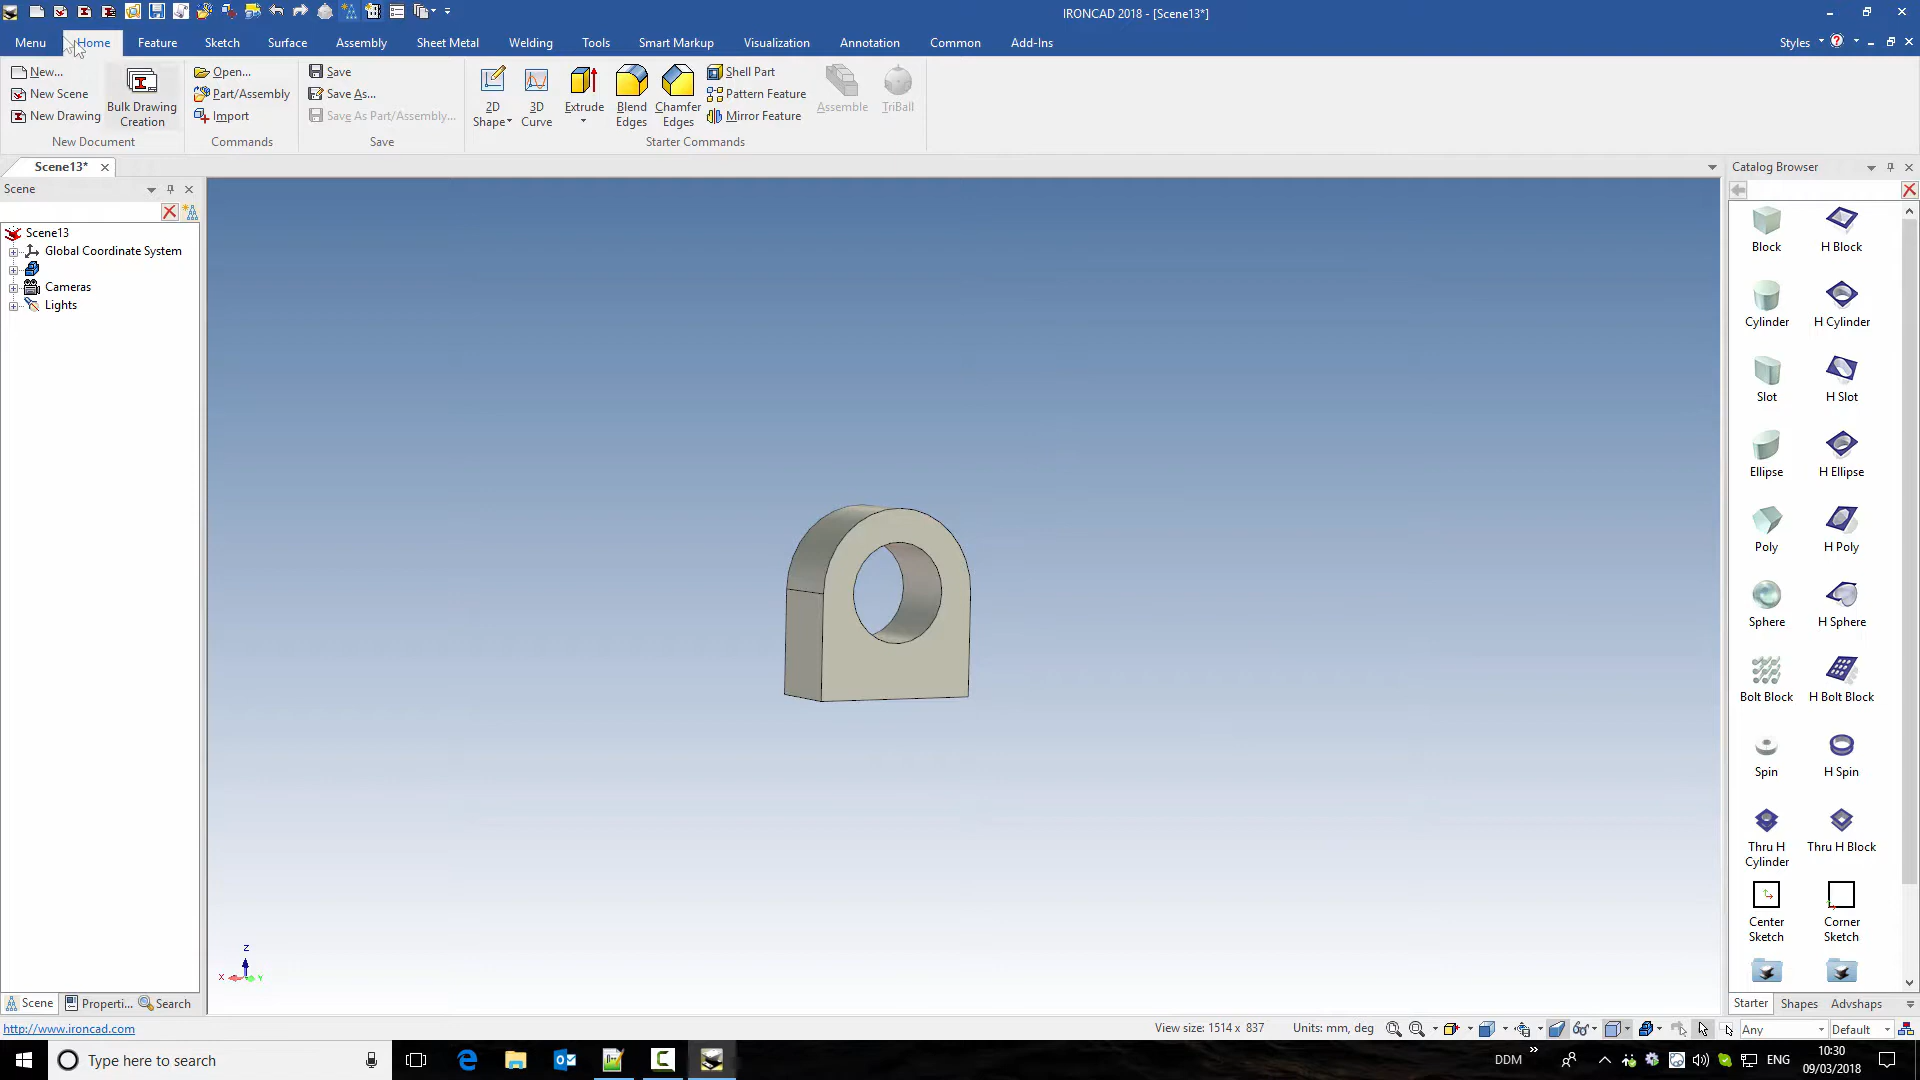 IRONCAD 2018 - [Scene13*]
Menu Home Feature Sketch Surface Assembly Sheet Metal Welding Tools Smart Markup Visualization Annotation Common Add-Ins Styles
New... Open... Save Shell Part
New Scene Part/Assembly Save As... Pattern Feature
New Drawing Import Save As Part/Assembly... Mirror Feature
Bulk Drawing Creation
2D Shape
3D Curve
Extrude
Blend Edges
Chamfer Edges
Assemble
TriBall
New Document Commands Save Starter Commands
Scene13*
Catalog Browser
Scene
Scene13
Global Coordinate System
Cameras
Lights
Block H Block
Cylinder H Cylinder
Slot H Slot
Ellipse H Ellipse
Poly H Poly
Sphere H Sphere
Bolt Block H Bolt Block
Spin H Spin
Thru H Cylinder
Thru H Block
Center Sketch
Corner Sketch
Z
X Y
Scene Properti... Search
Starter Shapes Advshaps
http://www.ironcad.com
View size: 1514 x 837 Units: mm, deg Any Default
Type here to search
DDM ENG
10:30
09/03/2018